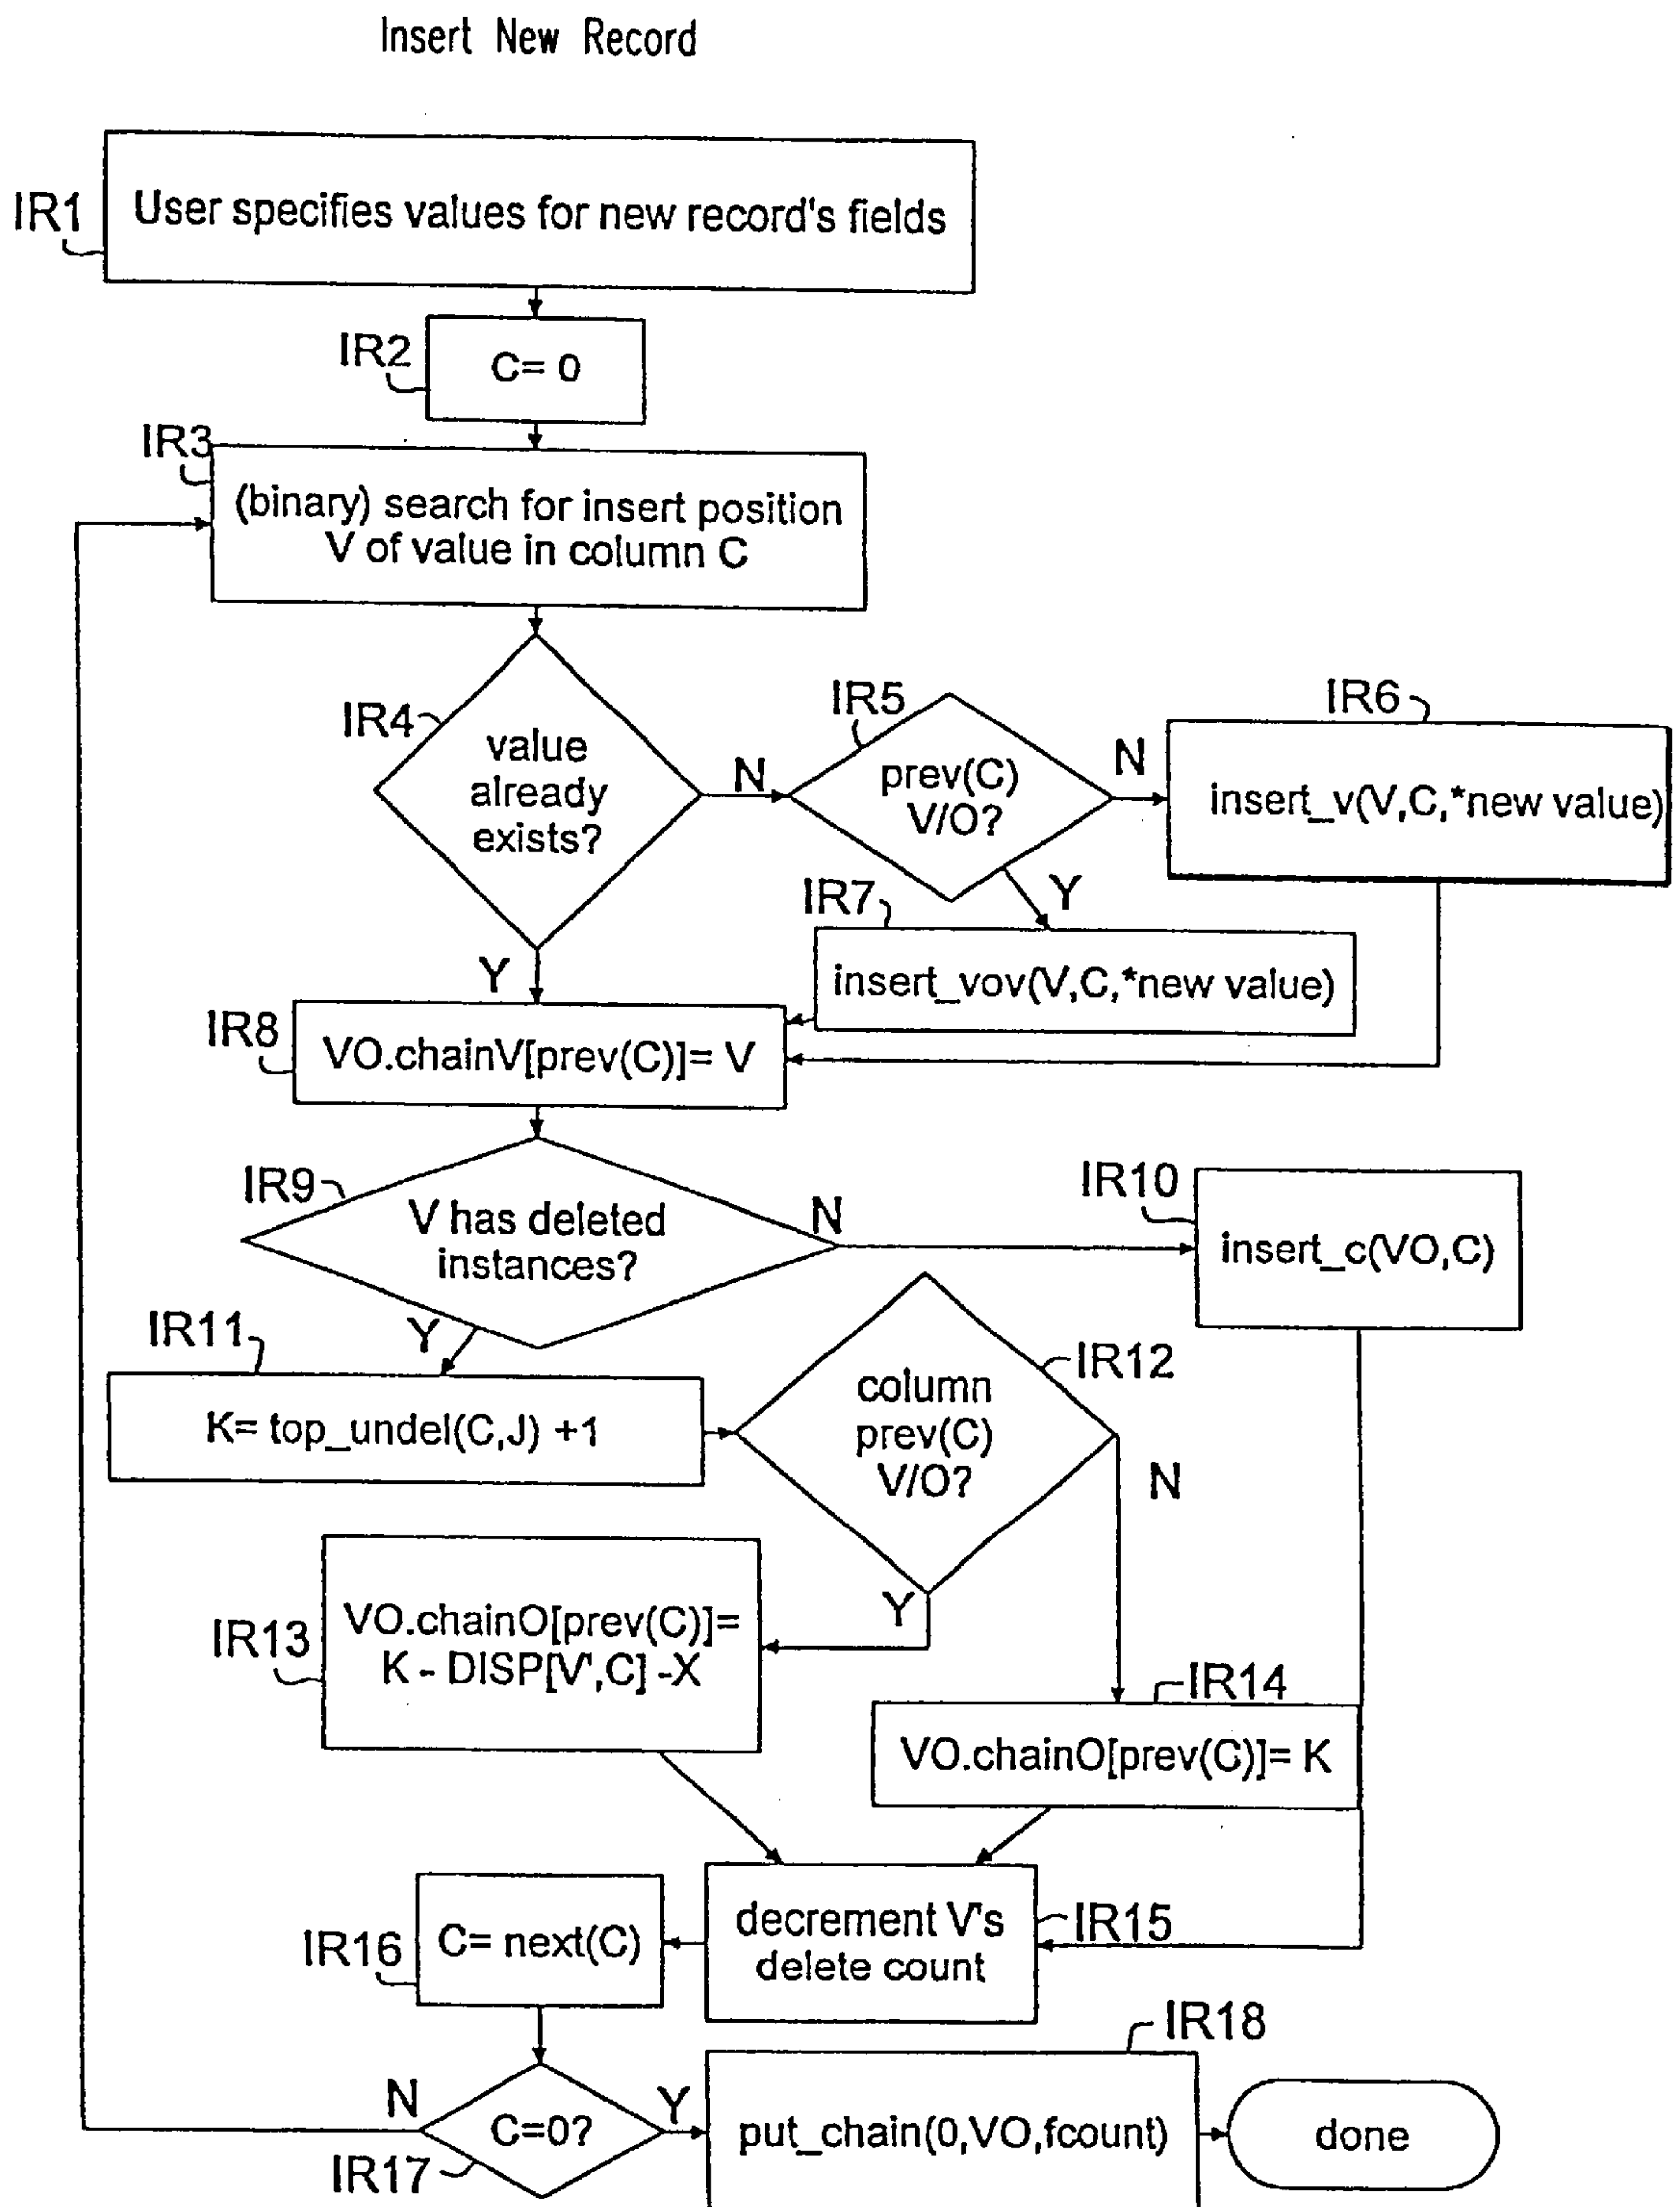 Insert New Record
IR1
User specifies values for new record's fields
IR2
C= 0
IR3
(binary) search for insert position
V of value in column C
IR4
value
already
exists?
N
IR5
prev(C)
V/O?
N
IR6
insert_v(V,C,*new value)
Y
IR7
insert_vov(V,C,*new value)
Y
IR8
VO.chainV[prev(C)]= V
IR9
V has deleted
instances?
N
IR10
insert_c(VO,C)
Y
IR11
K= top_undel(C,J) +1
IR12
column
prev(C)
V/O?
N
Y
IR13
VO.chainO[prev(C)]=
K - DISP[V',C] -X
IR14
VO.chainO[prev(C)]= K
IR15
decrement V's
delete count
IR16
C= next(C)
IR17
C=0?
N
Y
IR18
put_chain(0,VO,fcount)
done